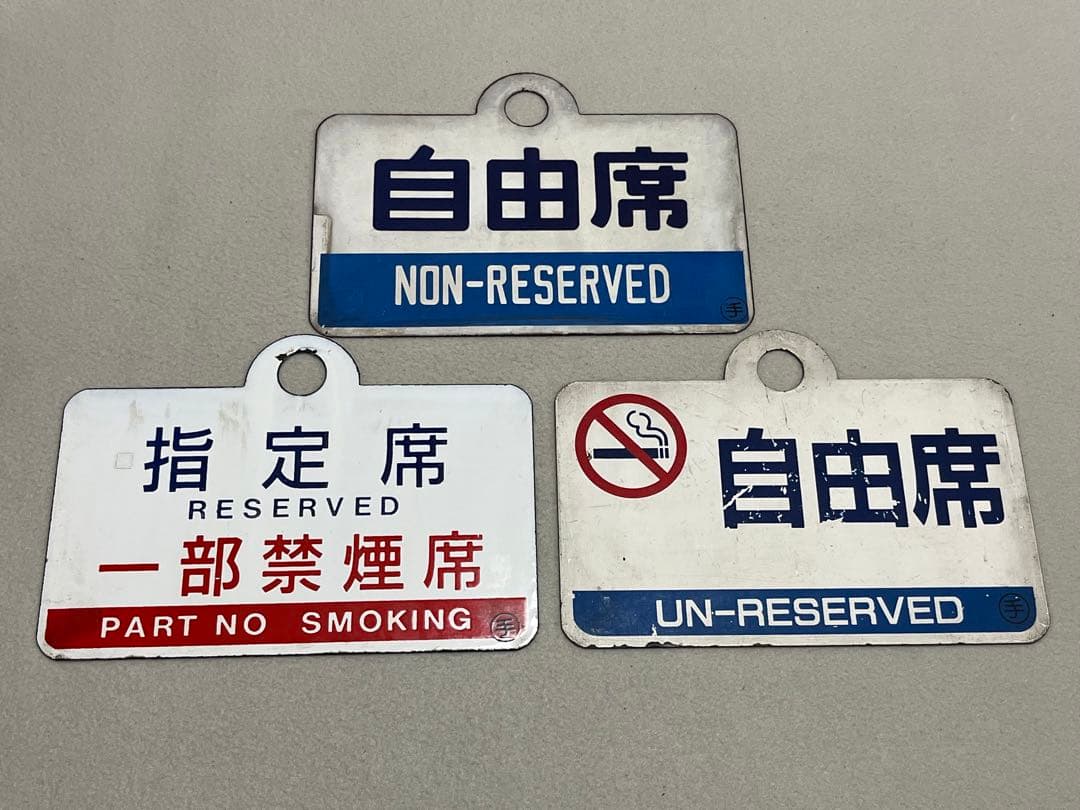 自由席
NON-RESERVED
手
指定席
RESERVED
一部禁煙席
PART NO SMOKING
手
自由席
UN-RESERVED
手